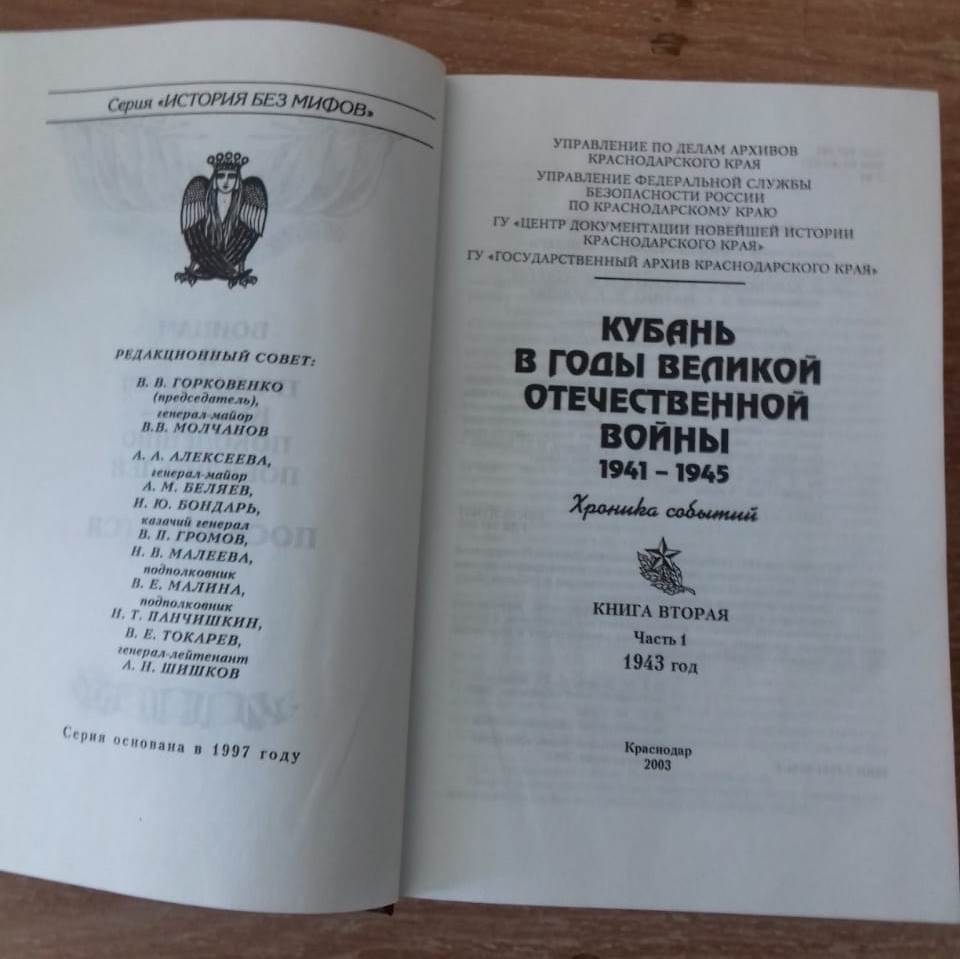 Серия «ИСТОРИЯ БЕЗ МИФОВ»
РЕДАКЦИОННЫЙ СОВЕТ:
В. В. ГОРКОВЕНКО
(председатель),
генерал-майор
В.В. МОЛЧАНОВ
А. А. АЛЕКСЕЕВА,
генерал-майор
А. М. БЕЛЯЕВ,
И. Ю. БОНДАРЬ,
казачий генерал
В. П. ГРОМОВ,
И. В. МАЛЕЕВА,
подполковник
В. Е. МАЛИНА,
подполковник
Н. Т. ПАНЧИШКИН,
В. Е. ТОКАРЕВ,
генерал-лейтенант
А. Н. ШИШКОВ
Серия основана в 1997 году
УПРАВЛЕНИЕ ПО ДЕЛАМ АРХИВОВ
КРАСНОДАРСКОГО КРАЯ
УПРАВЛЕНИЕ ФЕДЕРАЛЬНОЙ СЛУЖБЫ
БЕЗОПАСНОСТИ РОССИИ
ПО КРАСНОДАРСКОМУ КРАЮ
ГУ «ЦЕНТР ДОКУМЕНТАЦИИ НОВЕЙШЕЙ ИСТОРИИ
КРАСНОДАРСКОГО КРАЯ»
ГУ «ГОСУДАРСТВЕННЫЙ АРХИВ КРАСНОДАРСКОГО КРАЯ»
КУБАНЬ
В ГОДЫ ВЕЛИКОЙ
ОТЕЧЕСТВЕННОЙ
ВОЙНЫ
1941 – 1945
Хроника событий
КНИГА ВТОРАЯ
Часть 1
1943 год
Краснодар
2003